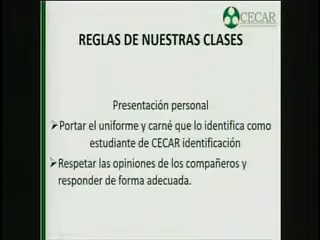 CECAR
REGLAS DE NUESTRAS CLASES
Presentación personal
➢Portar el uniforme y carné que lo identifica como
estudiante de CECAR identificación
➢Respetar las opiniones de los compañeros y
responder de forma adecuada.